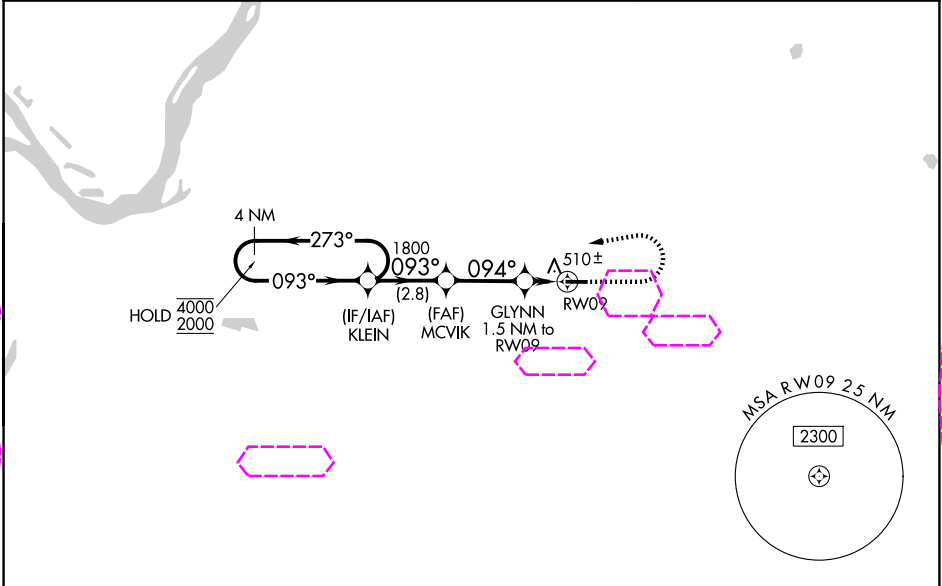 4 NM
273°
1800
093°
094°
510±
093°
(2.8)
RW09
HOLD 4000
2000
(IF/IAF)
KLEIN
(FAF)
MCVIK
GLYNN
1.5 NM to
RW09
MSA RW09 25 NM
2300